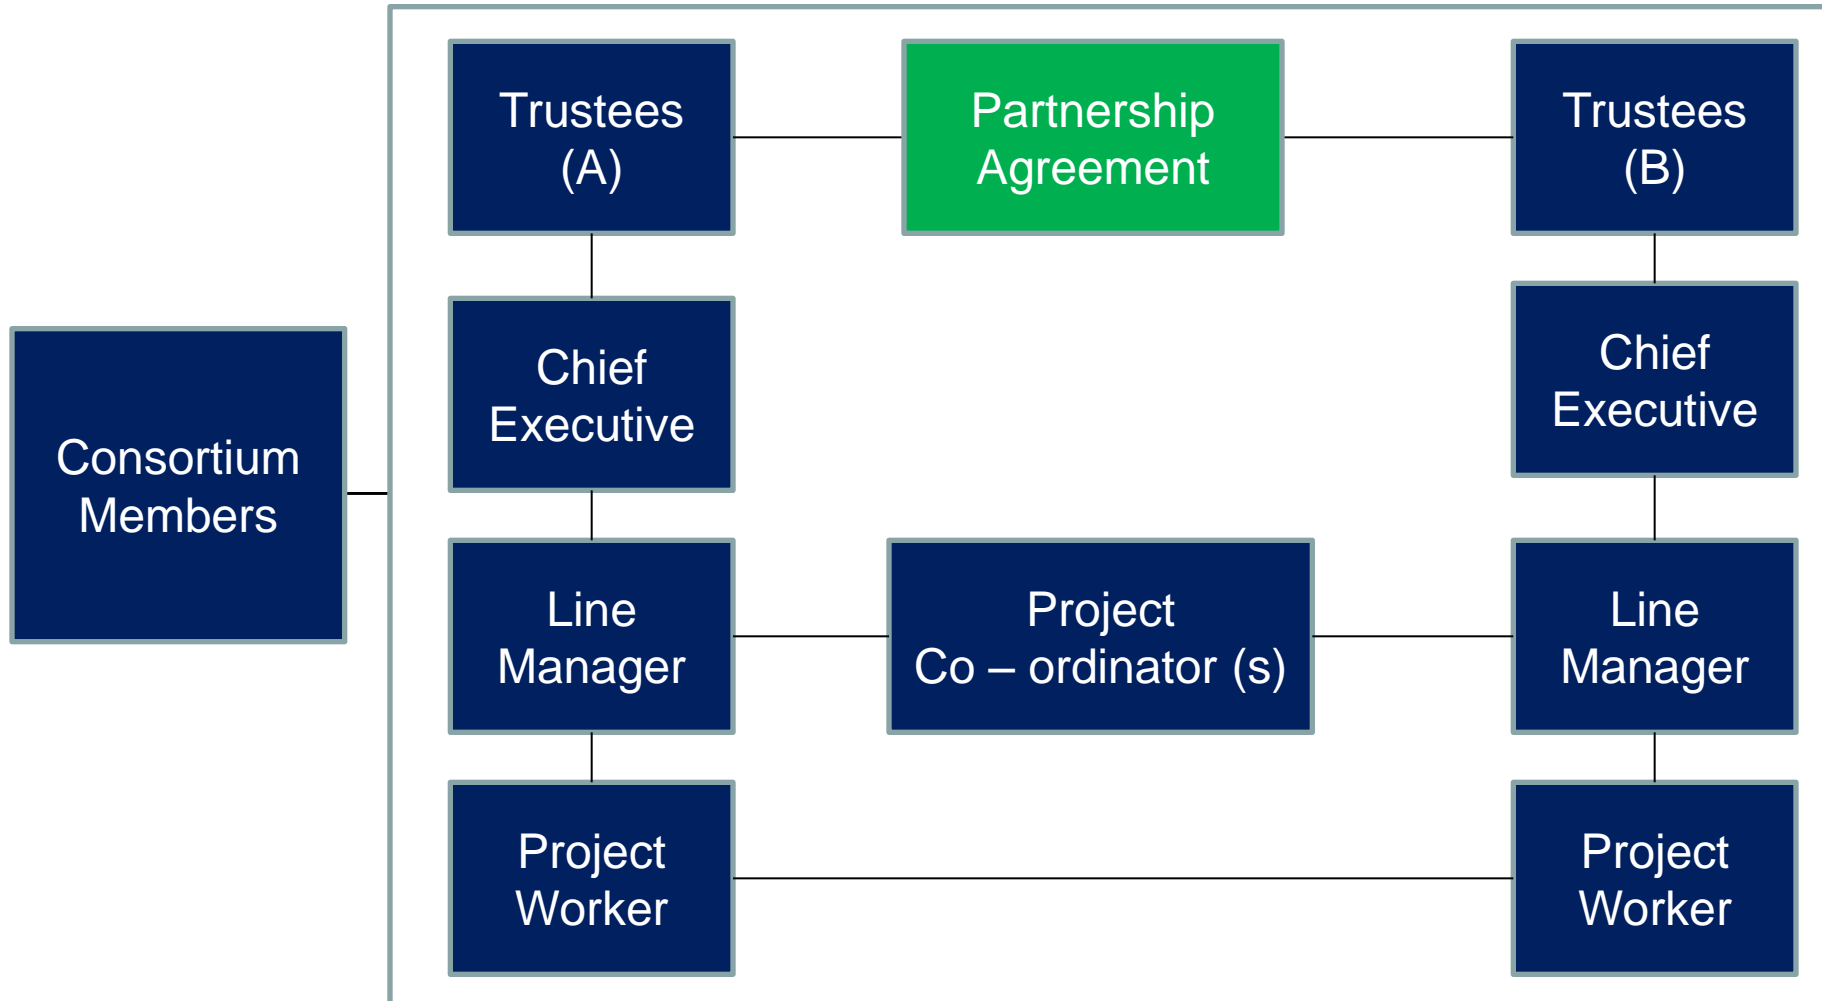 Trustees
(A)
Partnership
Agreement
Trustees
(B)
Chief
Executive
Chief
Executive
Consortium
Members
Line
Manager
Project
Co – ordinator (s)
Line
Manager
Project
Worker
Project
Worker